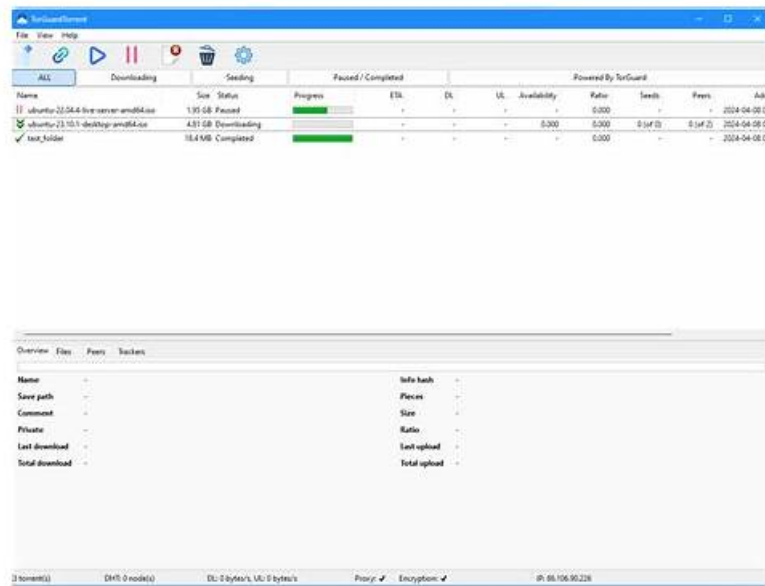 TorGuardTorrent
File View Help
ALL Downloading Seeding Paused / Completed Powered By TorGuard
Name Size Status Progress ETA DL UL Availability Ratio Seeds Peers Ad
ubuntu-22.04.4-live-server-amd64.iso 1.95 GB Paused - - - - 0.000 - - 2024-04-08 0
ubuntu-23.10.1-desktop-amd64.iso 4.81 GB Downloading - - - 0.000 0.000 0 (of 0) 0 (of 2) 2024-04-08 0
test_folder 18.4 MB Completed - - - - 0.000 - - 2024-04-08 0
Overview Files Peers Trackers
Name - Info hash -
Save path - Pieces -
Comment - Size -
Private - Ratio -
Last download - Last upload -
Total download - Total upload -
3 torrent(s) DHT: 0 node(s) DL: 0 bytes/s, UL: 0 bytes/s Proxy: ✔ Encryption: ✔ IP: 86.106.90.226